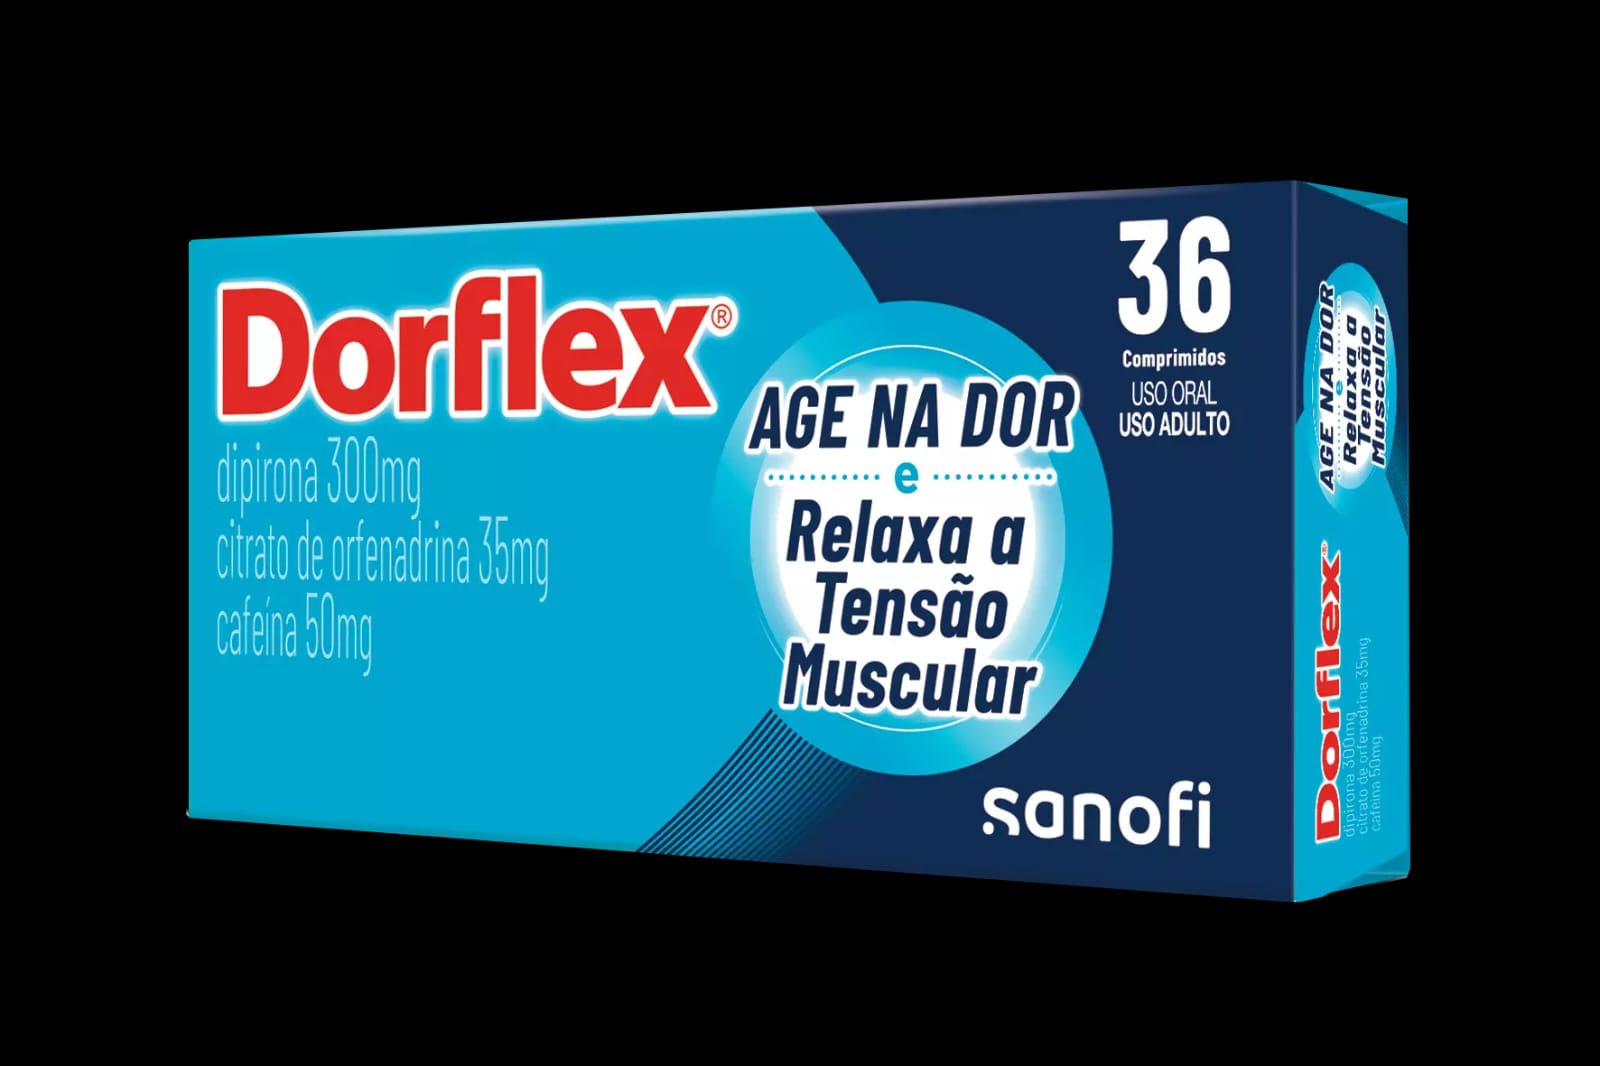 Dorflex®
dipirona 300mg
citrato de orfenadrina 35mg
cafeína 50mg
AGE NA DOR
e
Relaxa a
Tensão
Muscular
36
Comprimidos
USO ORAL
USO ADULTO
sanofi
AGE NA DOR
e
Relaxa a
Tensão
Muscular
Dorflex®
dipirona 300mg
citrato de orfenadrina 35mg
cafeína 50mg